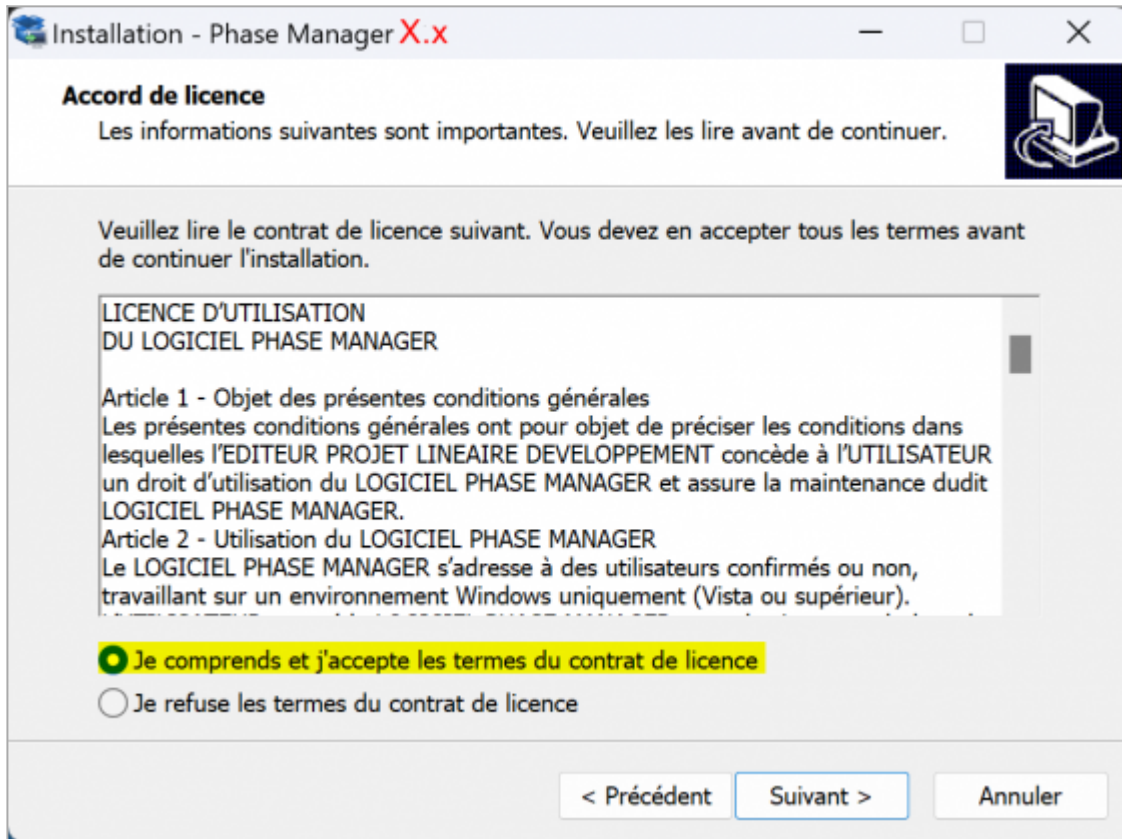 Installation - Phase Manager X.x
Accord de licence
Les informations suivantes sont importantes. Veuillez les lire avant de continuer.
Veuillez lire le contrat de licence suivant. Vous devez en accepter tous les termes avant
de continuer l'installation.
LICENCE D’UTILISATION
DU LOGICIEL PHASE MANAGER
Article 1 - Objet des présentes conditions générales
Les présentes conditions générales ont pour objet de préciser les conditions dans
lesquelles l’EDITEUR PROJET LINEAIRE DEVELOPPEMENT concède à l’UTILISATEUR
un droit d’utilisation du LOGICIEL PHASE MANAGER et assure la maintenance dudit
LOGICIEL PHASE MANAGER.
Article 2 - Utilisation du LOGICIEL PHASE MANAGER
Le LOGICIEL PHASE MANAGER s’adresse à des utilisateurs confirmés ou non,
travaillant sur un environnement Windows uniquement (Vista ou supérieur).
Je comprends et j'accepte les termes du contrat de licence
Je refuse les termes du contrat de licence
< Précédent
Suivant >
Annuler